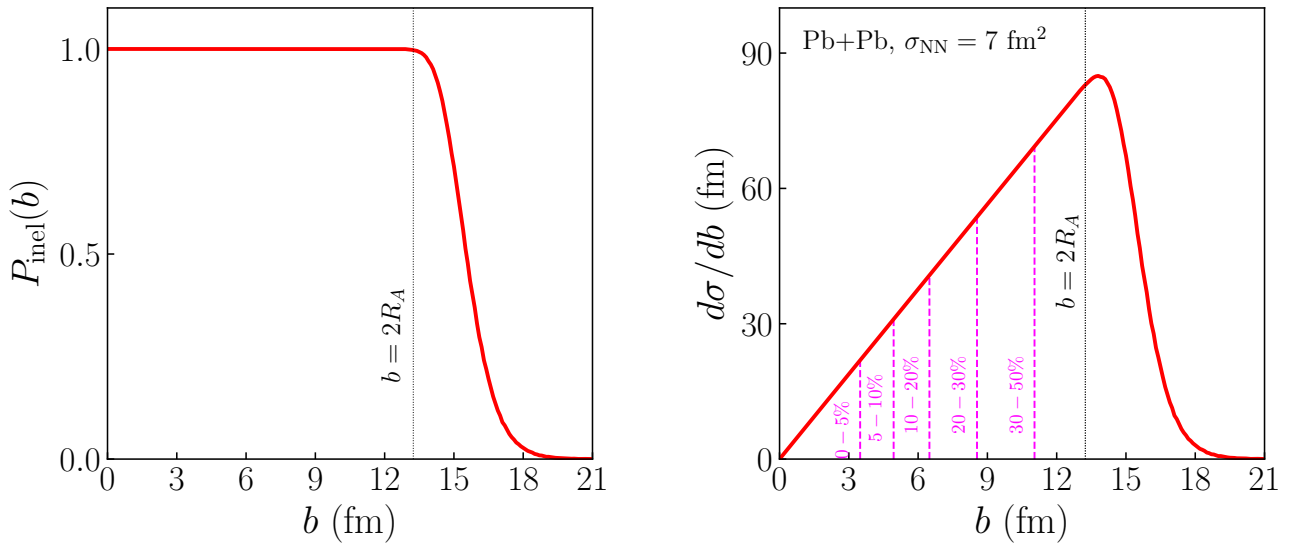 1.0
0.5
0.0
P_inel(b)
b = 2R_A
0 3 6 9 12 15 18 21
b (fm)
Pb+Pb, σ_NN = 7 fm²
90
60
30
0
dσ/db (fm)
0 − 5%
5 − 10%
10 − 20%
20 − 30%
30 − 50%
b = 2R_A
0 3 6 9 12 15 18 21
b (fm)